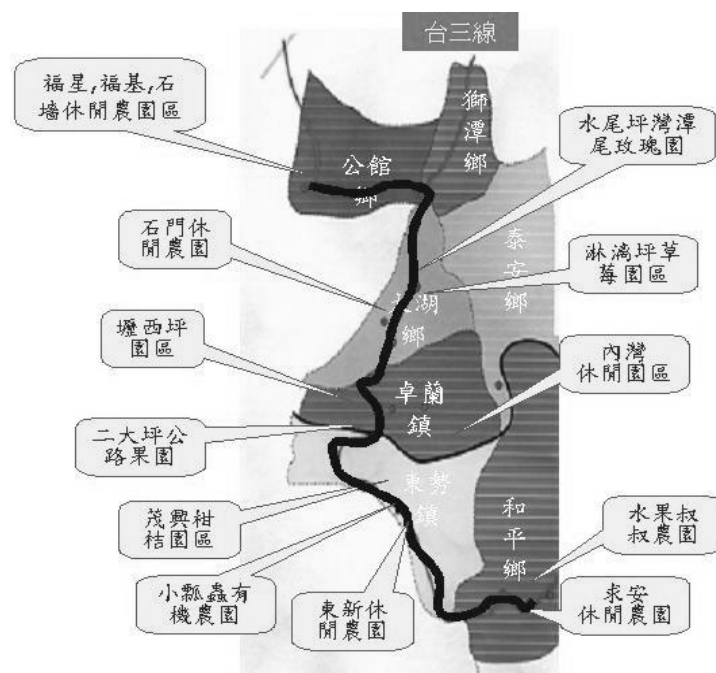 台三線
福星,福基,石
墻休閒農園區
獅潭鄉
水尾坪灣潭
尾玫瑰園
公館
鄉
石門休
閒農園
泰安鄉
淋漓坪草
莓園區
湖
鄉
壢西坪
園區
內灣
休閒園區
卓蘭
鎮
二大坪公
路果園
東勢
鎮
茂興柑
桔園區
和平鄉
水果叔
叔農園
小瓢蟲有
機農園
東新休
閒農園
求安
休閒農園